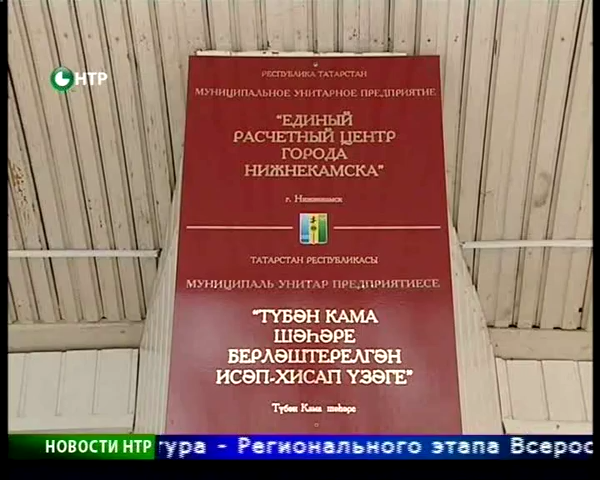 НТР
РЕСПУБЛИКА ТАТАРСТАН
МУНИЦИПАЛЬНОЕ УНИТАРНОЕ ПРЕДПРИЯТИЕ
"ЕДИНЫЙ
РАСЧЕТНЫЙ ЦЕНТР
ГОРОДА
НИЖНЕКАМСКА"
г. Нижнекамск
ТАТАРСТАН РЕСПУБЛИКАСЫ
МУНИЦИПАЛЬ УНИТАР ПРЕДПРИЯТИЕСЕ
"ТҮБӘН КАМА
ШӘҺӘРЕ
БЕРЛӘШТЕРЕЛГӘН
ИСӘП-ХИСАП ҮЗӘГЕ"
Түбән Кама шәһәре
НОВОСТИ НТР тура - Регионального этапа Всерос